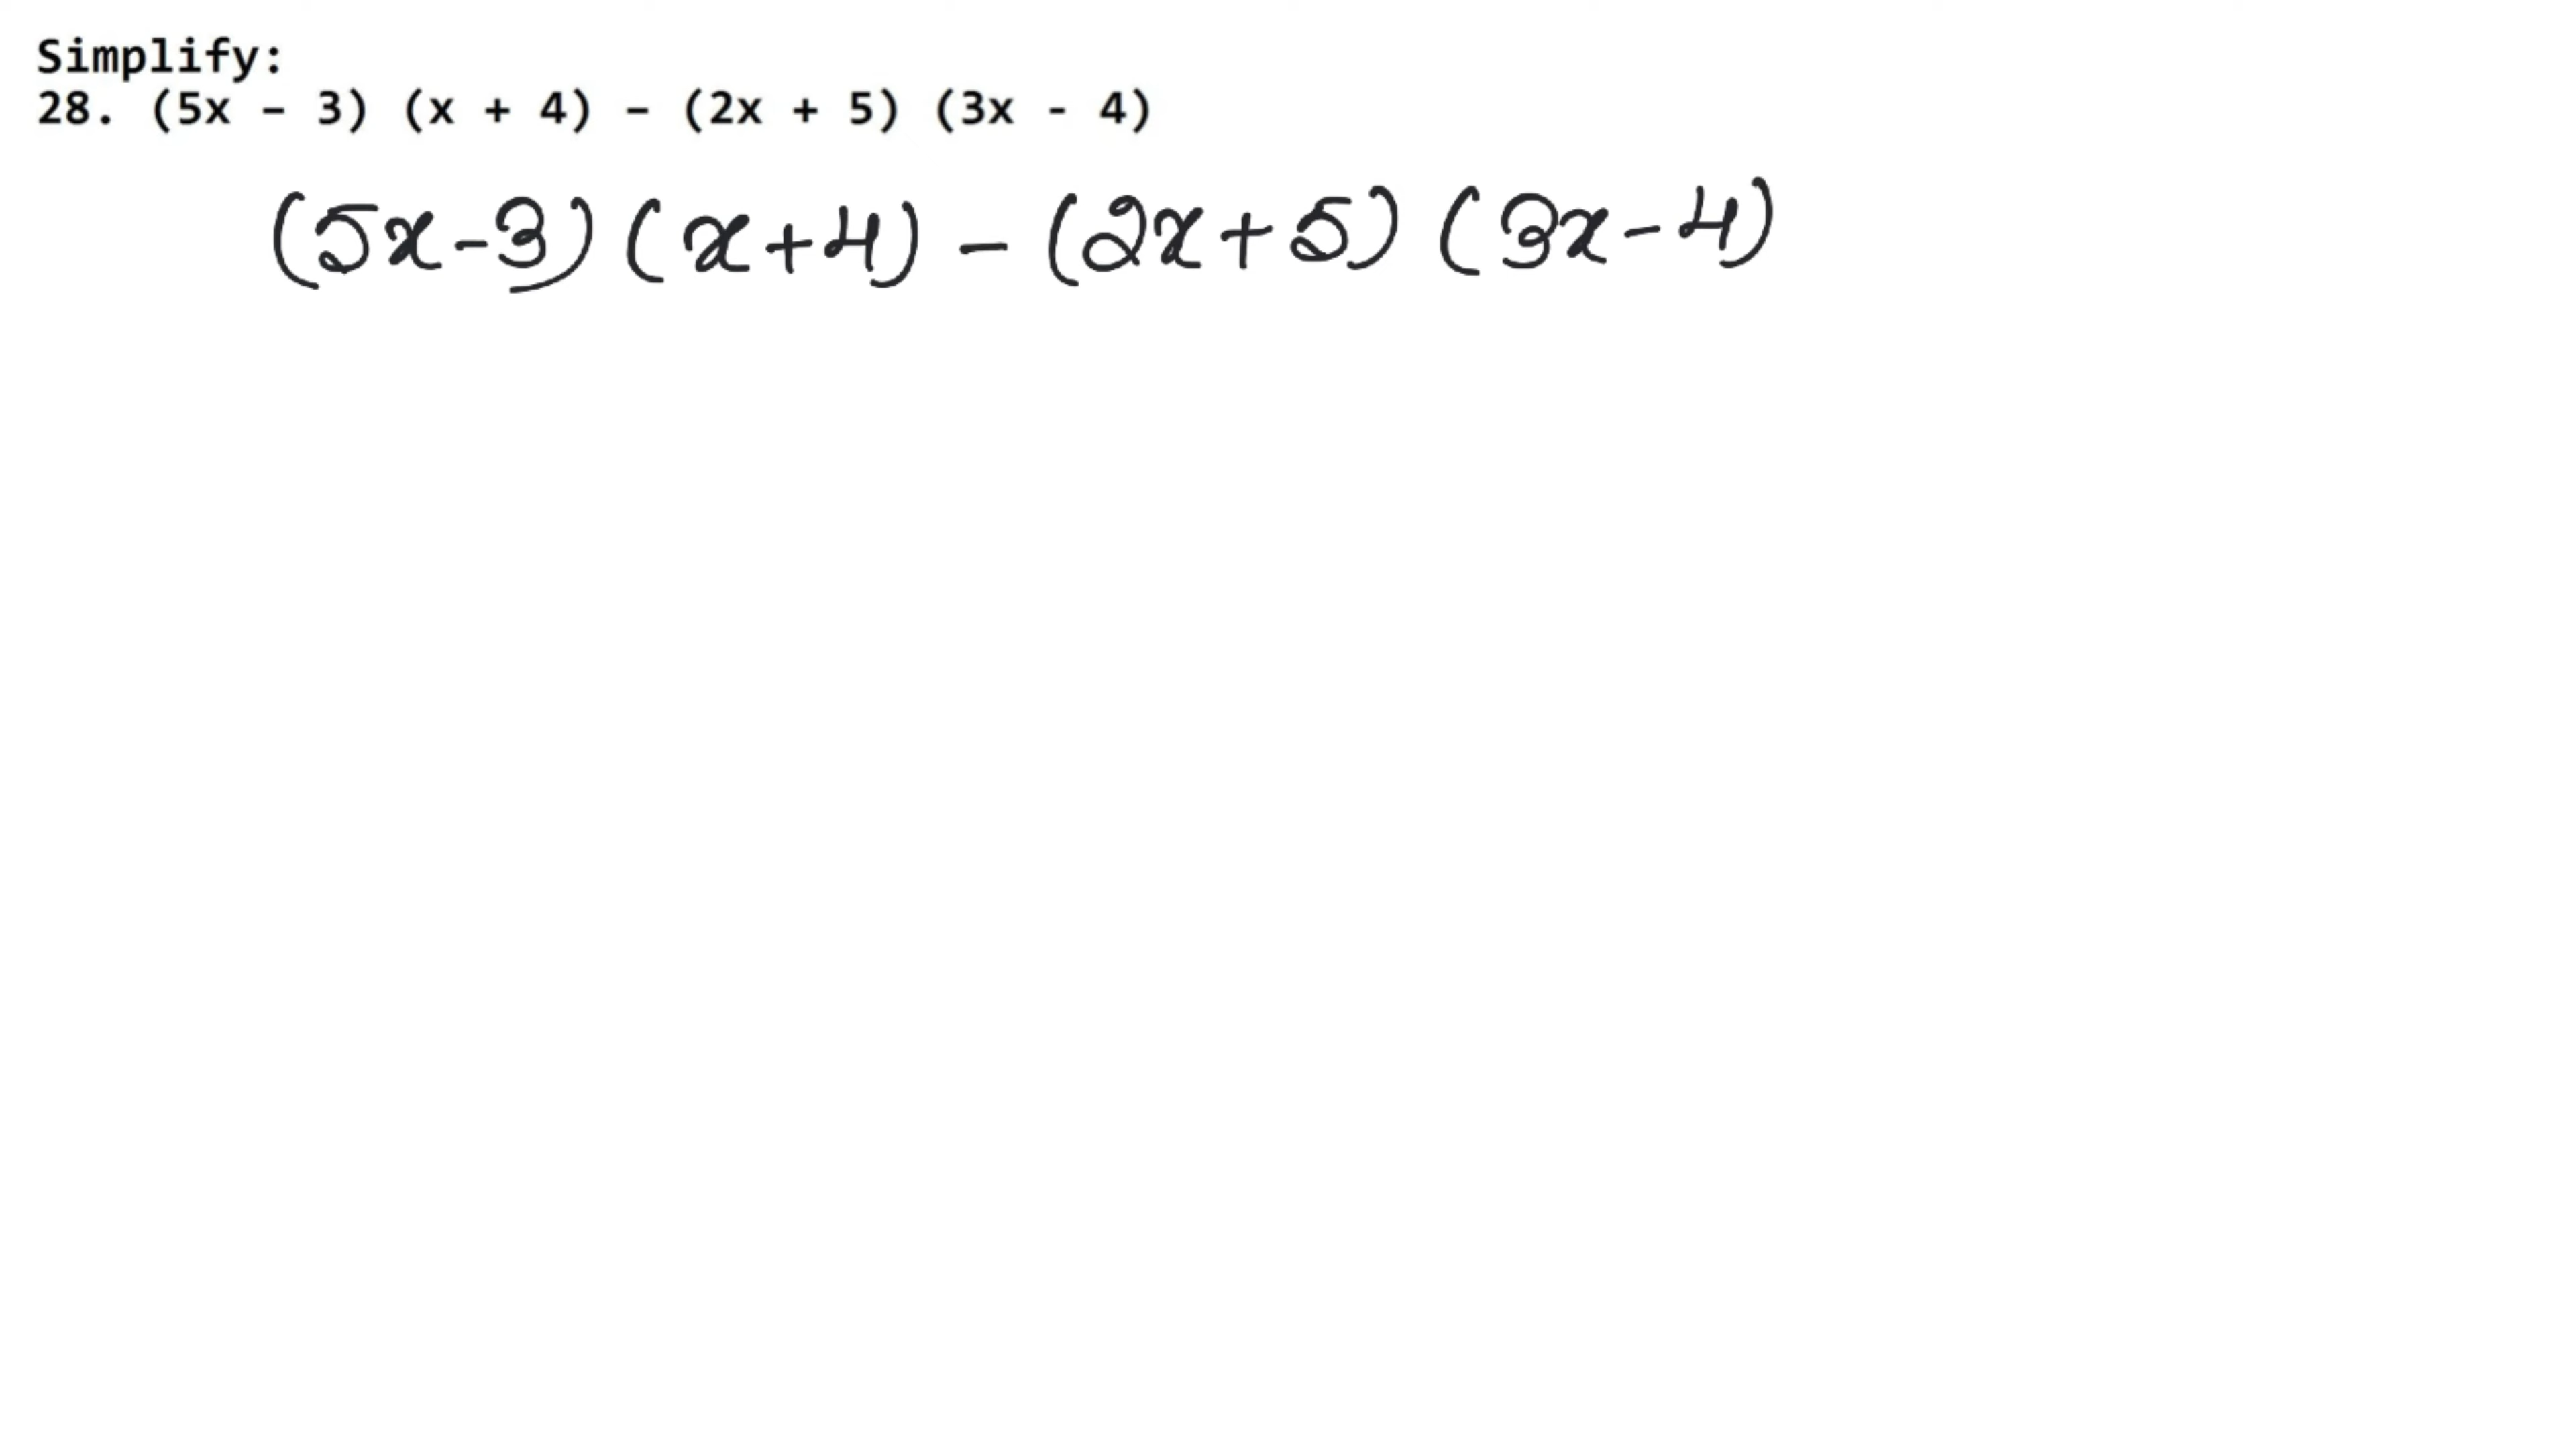 Simplify:
28. (5x – 3) (x + 4) – (2x + 5) (3x - 4)
(5x-3) (x+4) - (2x+5) (3x-4)